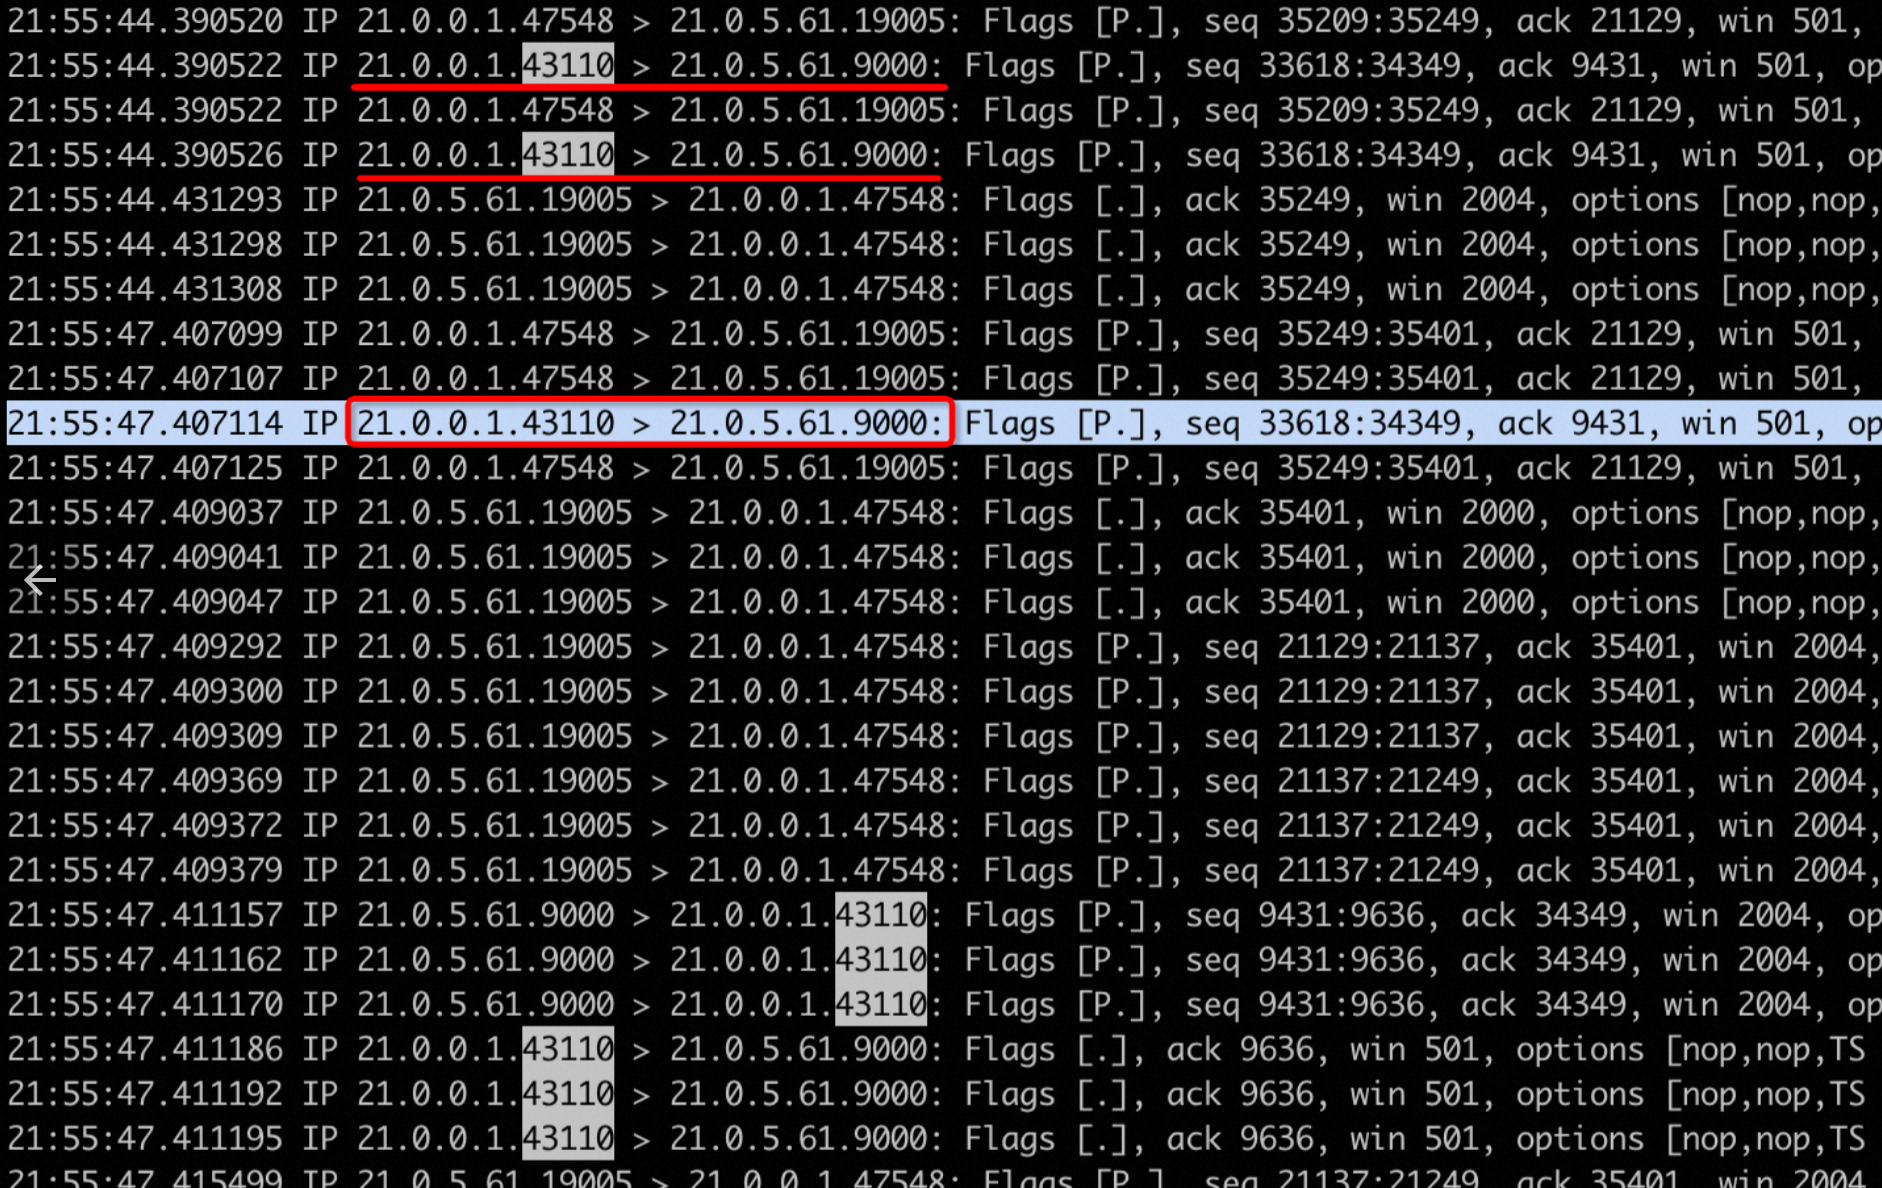 21:55:44.390520 IP 21.0.0.1.47548 > 21.0.5.61.19005: Flags [P.], seq 35209:35249, ack 21129, win 501,
21:55:44.390522 IP 21.0.0.1.43110 > 21.0.5.61.9000: Flags [P.], seq 33618:34349, ack 9431, win 501, op
21:55:44.390522 IP 21.0.0.1.47548 > 21.0.5.61.19005: Flags [P.], seq 35209:35249, ack 21129, win 501,
21:55:44.390526 IP 21.0.0.1.43110 > 21.0.5.61.9000: Flags [P.], seq 33618:34349, ack 9431, win 501, op
21:55:44.431293 IP 21.0.5.61.19005 > 21.0.0.1.47548: Flags [.], ack 35249, win 2004, options [nop,nop,
21:55:44.431298 IP 21.0.5.61.19005 > 21.0.0.1.47548: Flags [.], ack 35249, win 2004, options [nop,nop,
21:55:44.431308 IP 21.0.5.61.19005 > 21.0.0.1.47548: Flags [.], ack 35249, win 2004, options [nop,nop,
21:55:47.407099 IP 21.0.0.1.47548 > 21.0.5.61.19005: Flags [P.], seq 35249:35401, ack 21129, win 501,
21:55:47.407107 IP 21.0.0.1.47548 > 21.0.5.61.19005: Flags [P.], seq 35249:35401, ack 21129, win 501,
21:55:47.407114 IP 21.0.0.1.43110 > 21.0.5.61.9000: Flags [P.], seq 33618:34349, ack 9431, win 501, op
21:55:47.407125 IP 21.0.0.1.47548 > 21.0.5.61.19005: Flags [P.], seq 35249:35401, ack 21129, win 501,
21:55:47.409037 IP 21.0.5.61.19005 > 21.0.0.1.47548: Flags [.], ack 35401, win 2000, options [nop,nop,
21:55:47.409041 IP 21.0.5.61.19005 > 21.0.0.1.47548: Flags [.], ack 35401, win 2000, options [nop,nop,
21:55:47.409047 IP 21.0.5.61.19005 > 21.0.0.1.47548: Flags [.], ack 35401, win 2000, options [nop,nop,
21:55:47.409292 IP 21.0.5.61.19005 > 21.0.0.1.47548: Flags [P.], seq 21129:21137, ack 35401, win 2004,
21:55:47.409300 IP 21.0.5.61.19005 > 21.0.0.1.47548: Flags [P.], seq 21129:21137, ack 35401, win 2004,
21:55:47.409309 IP 21.0.5.61.19005 > 21.0.0.1.47548: Flags [P.], seq 21129:21137, ack 35401, win 2004,
21:55:47.409369 IP 21.0.5.61.19005 > 21.0.0.1.47548: Flags [P.], seq 21137:21249, ack 35401, win 2004,
21:55:47.409372 IP 21.0.5.61.19005 > 21.0.0.1.47548: Flags [P.], seq 21137:21249, ack 35401, win 2004,
21:55:47.409379 IP 21.0.5.61.19005 > 21.0.0.1.47548: Flags [P.], seq 21137:21249, ack 35401, win 2004,
21:55:47.411157 IP 21.0.5.61.9000 > 21.0.0.1.43110: Flags [P.], seq 9431:9636, ack 34349, win 2004, op
21:55:47.411162 IP 21.0.5.61.9000 > 21.0.0.1.43110: Flags [P.], seq 9431:9636, ack 34349, win 2004, op
21:55:47.411170 IP 21.0.5.61.9000 > 21.0.0.1.43110: Flags [P.], seq 9431:9636, ack 34349, win 2004, op
21:55:47.411186 IP 21.0.0.1.43110 > 21.0.5.61.9000: Flags [.], ack 9636, win 501, options [nop,nop,TS
21:55:47.411192 IP 21.0.0.1.43110 > 21.0.5.61.9000: Flags [.], ack 9636, win 501, options [nop,nop,TS
21:55:47.411195 IP 21.0.0.1.43110 > 21.0.5.61.9000: Flags [.], ack 9636, win 501, options [nop,nop,TS
21:55:47.415499 IP 21.0.5.61.19005 > 21.0.0.1.47548: Flags [P.], seq 21137:21249, ack 35401, win 2004,